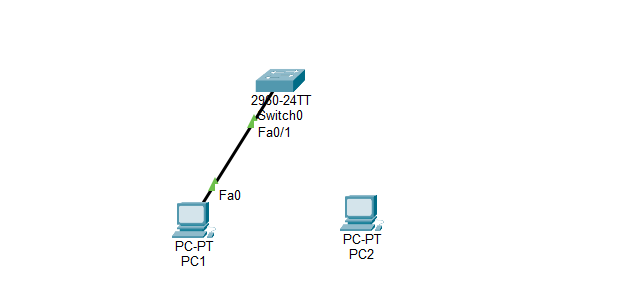 2960-24TT
Switch0
Fa0/1
Fa0
PC-PT
PC1
PC-PT
PC2